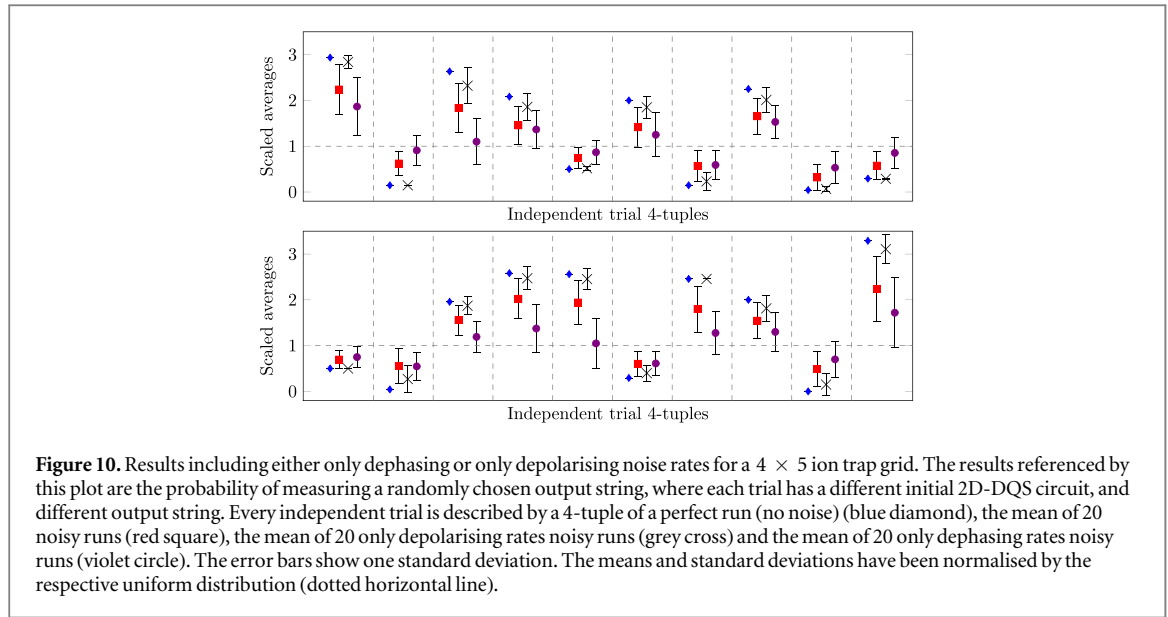 3
2
1
0
Scaled averages
Independent trial 4-tuples
3
2
1
0
Scaled averages
Independent trial 4-tuples
Figure 10. Results including either only dephasing or only depolarising noise rates for a 4 × 5 ion trap grid. The results referenced by
this plot are the probability of measuring a randomly chosen output string, where each trial has a different initial 2D-DQS circuit, and
different output string. Every independent trial is described by a 4-tuple of a perfect run (no noise) (blue diamond), the mean of 20
noisy runs (red square), the mean of 20 only depolarising rates noisy runs (grey cross) and the mean of 20 only dephasing rates noisy
runs (violet circle). The error bars show one standard deviation. The means and standard deviations have been normalised by the
respective uniform distribution (dotted horizontal line).